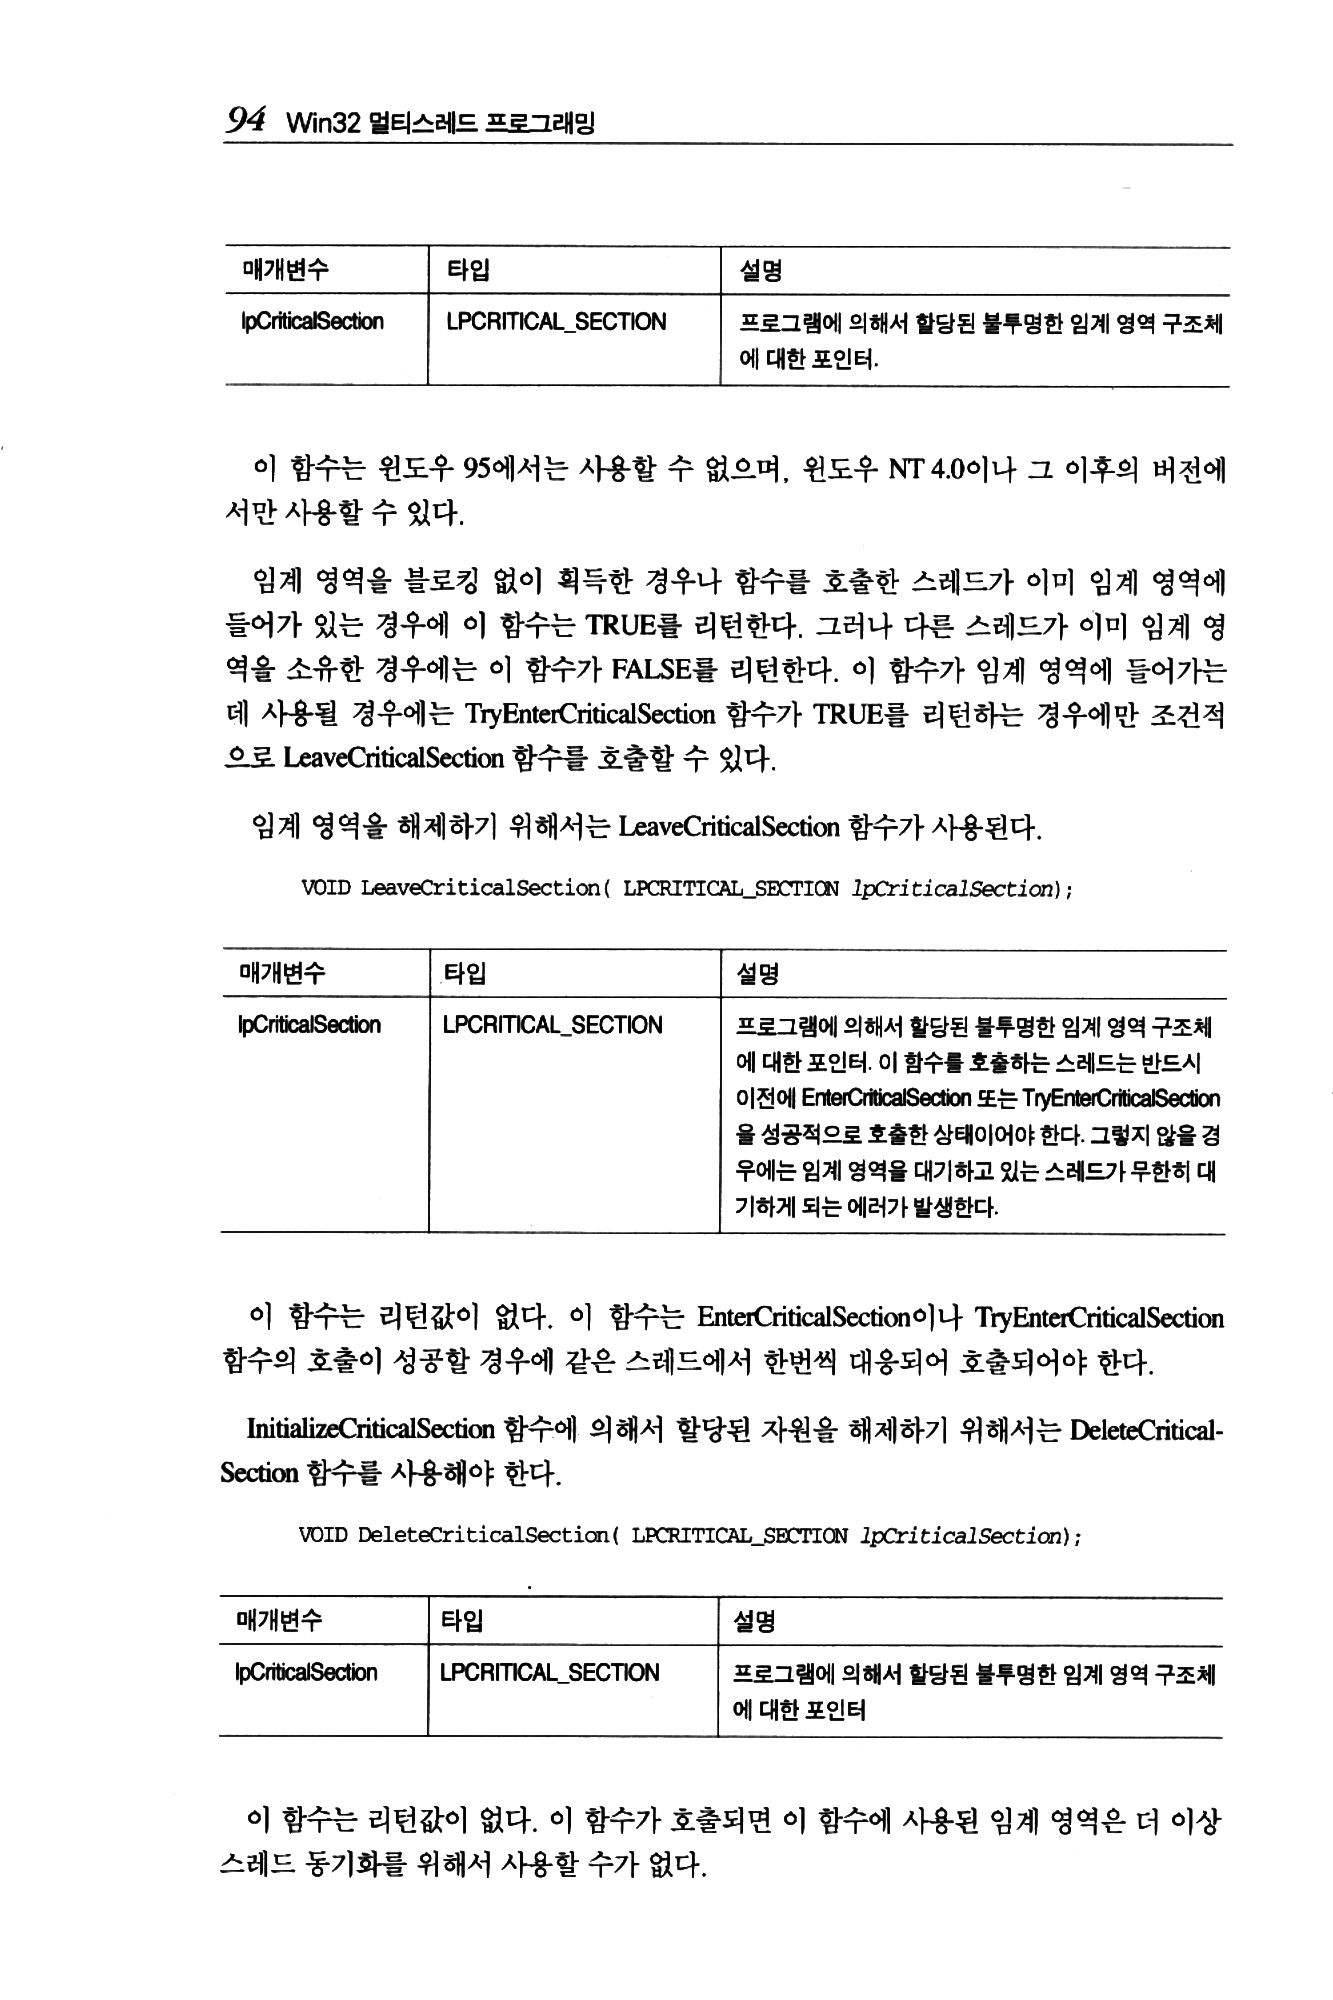 94 Win32 멀티스레드 프로그래밍
매개변수 타입 설명
lpCriticalSection LPCRITICAL_SECTION 프로그램에 의해서 할당된 불투명한 임계 영역 구조체
에 대한 포인터.
이 함수는 윈도우 95에서는 사용할 수 없으며, 윈도우 NT 4.0이나 그 이후의 버전에
서만 사용할 수 있다.
임계 영역을 블로킹 없이 획득한 경우나 함수를 호출한 스레드가 이미 임계 영역에
들어가 있는 경우에 이 함수는 TRUE를 리턴한다. 그러나 다른 스레드가 이미 임계 영
역을 소유한 경우에는 이 함수가 FALSE를 리턴한다. 이 함수가 임계 영역에 들어가는
데 사용될 경우에는 TryEnterCriticalSection 함수가 TRUE를 리턴하는 경우에만 조건적
으로 LeaveCriticalSection 함수를 호출할 수 있다.
임계 영역을 해제하기 위해서는 LeaveCriticalSection 함수가 사용된다.
VOID LeaveCriticalSection( LPCRITICAL_SECTION lpCriticalSection);
매개변수 타입 설명
lpCriticalSection LPCRITICAL_SECTION 프로그램에 의해서 할당된 불투명한 임계 영역 구조체
에 대한 포인터. 이 함수를 호출하는 스레드는 반드시
이전에 EnterCriticalSection 또는 TryEnterCriticalSection
을 성공적으로 호출한 상태이어야 한다. 그렇지 않을 경
우에는 임계 영역을 대기하고 있는 스레드가 무한히 대
기하게 되는 에러가 발생한다.
이 함수는 리턴값이 없다. 이 함수는 EnterCriticalSection이나 TryEnterCriticalSection
함수의 호출이 성공할 경우에 같은 스레드에서 한번씩 대응되어 호출되어야 한다.
InitializeCriticalSection 함수에 의해서 할당된 자원을 해제하기 위해서는 DeleteCritical-
Section 함수를 사용해야 한다.
VOID DeleteCriticalSection( LPCRITICAL_SECTION lpCriticalSection);
매개변수 타입 설명
lpCriticalSection LPCRITICAL_SECTION 프로그램에 의해서 할당된 불투명한 임계 영역 구조체
에 대한 포인터
이 함수는 리턴값이 없다. 이 함수가 호출되면 이 함수에 사용된 임계 영역은 더 이상
스레드 동기화를 위해서 사용할 수가 없다.